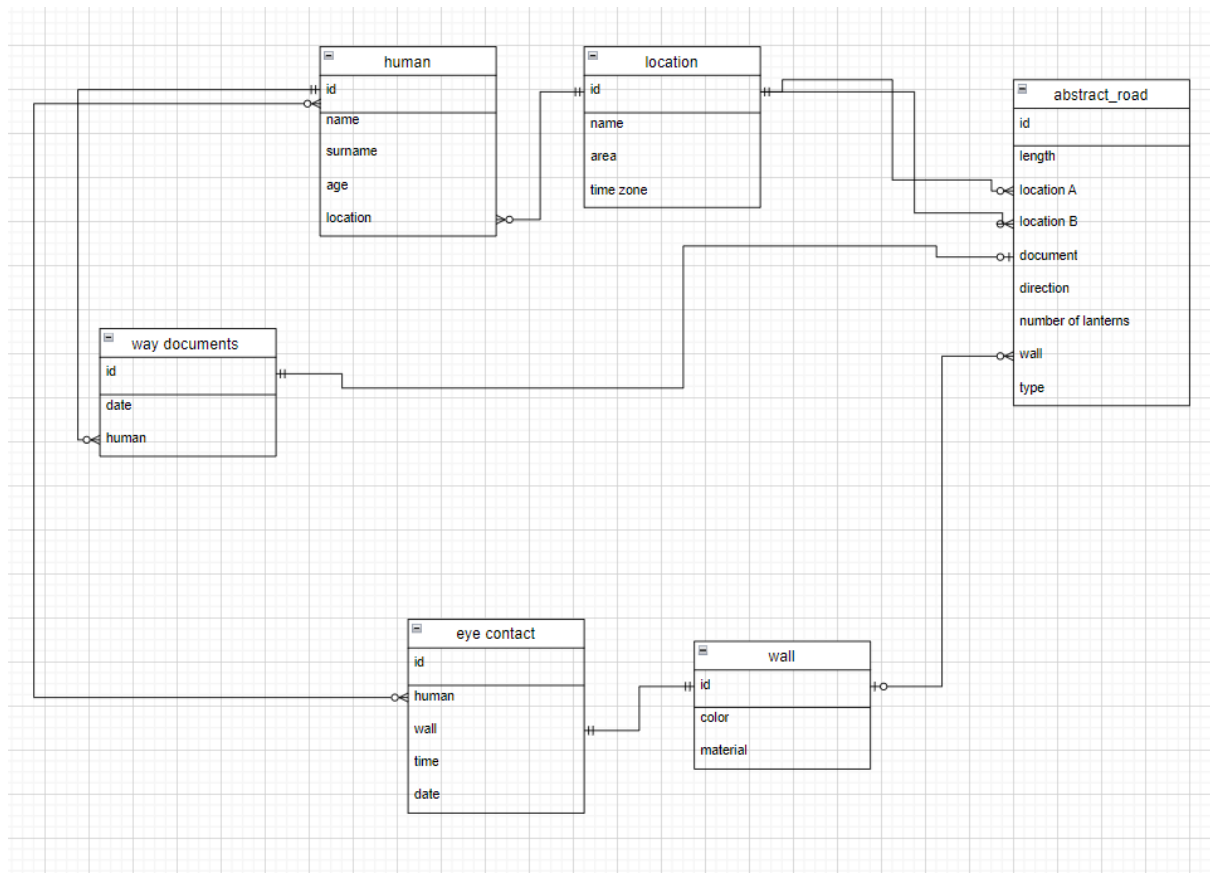 human
id
name
surname
age
location
location
id
name
area
time zone
abstract_road
id
length
location A
location B
document
direction
number of lanterns
wall
type
way documents
id
date
human
eye contact
id
human
wall
time
date
wall
id
color
material